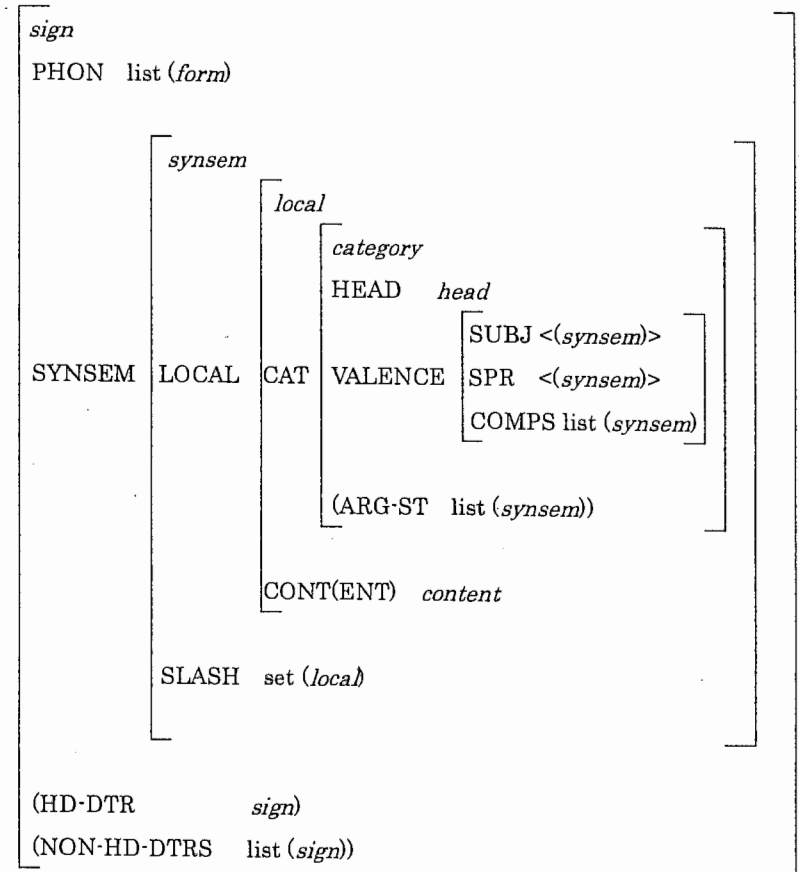 sign
PHON list (form)
synsem
local
category
HEAD head
SUBJ <(synsem)>
SYNSEM LOCAL CAT VALENCE SPR <(synsem)>
COMPS list (synsem)
(ARG-ST list (synsem))
CONT(ENT) content
SLASH set (local)
(HD-DTR sign)
(NON-HD-DTRS list (sign))